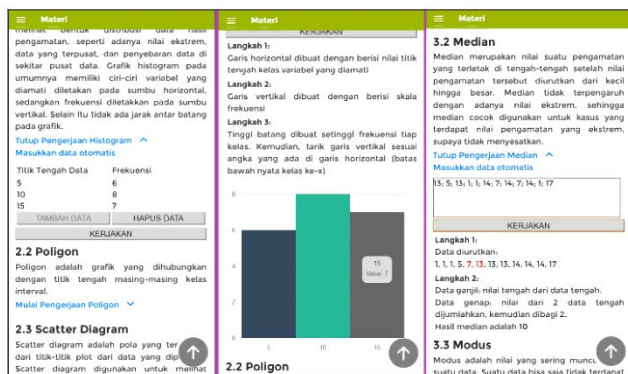 Materi
melihat bentuk distribusi data hasil
pengamatan, seperti adanya nilai ekstrem,
data yang terpusat, dan penyebaran data di
sekitar pusat data. Grafik histogram pada
umumnya memiliki ciri-ciri variabel yang
diamati diletakan pada sumbu horizontal,
sedangkan frekuensi diletakkan pada sumbu
vertikal. Selain itu tidak ada jarak antar batang
pada grafik.
Tutup Pengerjaan Histogram
Masukkan data otomatis
Titik Tengah Data Frekuensi
5 6
10 8
15 7
TAMBAH DATA HAPUS DATA
KERJAKAN
2.2 Poligon
Poligon adalah grafik yang dihubungkan
dengan titik tengah masing-masing kelas
interval.
Mulai Pengerjaan Poligon
2.3 Scatter Diagram
Scatter diagram adalah pola yang
dari titik-titik plot dari data yang
Scatter diagram digunakan untuk melihat
Materi
KERJAKAN
Langkah 1:
Garis horizontal dibuat dengan berisi nilai titik
tengah kelas variabel yang diamati
Langkah 2:
Garis vertikal dibuat dengan berisi skala
frekuensi
Langkah 3:
Tinggi batang dibuat setinggi frekuensi tiap
kelas. Kemudian, tarik garis vertikal sesuai
angka yang ada di garis horizontal (batas
bawah nyata kelas ke-x)
8
6
4
2
0
15
Value 7
5 10 15
2.2 Poligon
Materi
3.2 Median
Median merupakan nilai suatu pengamatan
yang terletak di tengah-tengah setelah nilai
pengamatan tersebut diurutkan dari kecil
hingga besar. Median tidak terpengaruh
dengan adanya nilai ekstrem, sehingga
median cocok digunakan untuk kasus yang
terdapat nilai pengamatan yang ekstrem,
supaya tidak menyesatkan.
Tutup Pengerjaan Median
Masukkan data otomatis
13; 5; 13; 1; 1; 14; 7; 14; 7; 14; 1; 17
KERJAKAN
Langkah 1:
Data diurutkan:
1, 1, 1, 5, 7, 13, 13, 13, 14, 14, 14, 17
Langkah 2:
Data ganjil: nilai tengah dari data tengah.
Data genap: nilai dari 2 data tengah
dijumlahkan, kemudian dibagi 2.
Hasil median adalah 10
3.3 Modus
Modus adalah nilai yang sering
suatu data. Suatu data bisa saja tidak terdapat